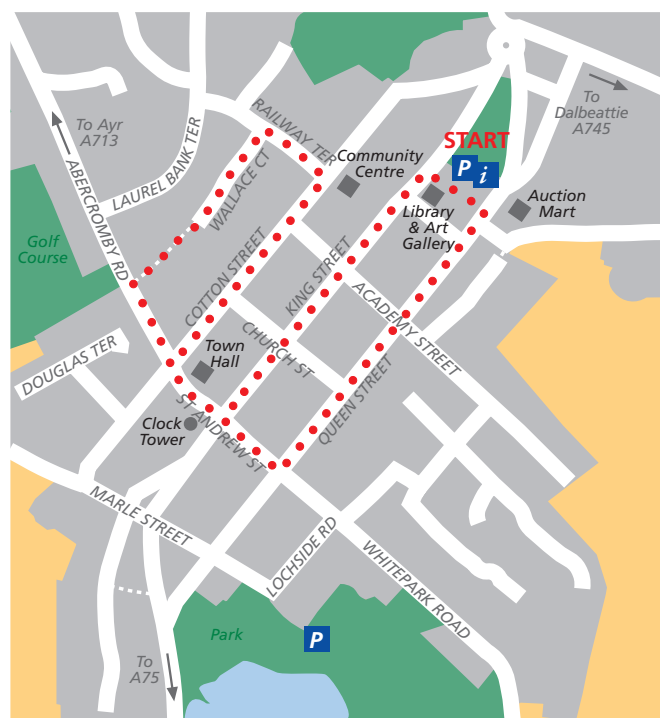 To Ayr
A713
ABERCROMBY RD
LAUREL BANK TER
RAILWAY TER
WALLACE CT
Community
Centre
START
P i
To
Dalbeattie
A745
Library
& Art
Gallery
Auction
Mart
Golf
Course
COTTON STREET
KING STREET
ACADEMY STREET
CHURCH ST
QUEEN STREET
DOUGLAS TER
Town
Hall
Clock
Tower
ST ANDREW ST
MARLE STREET
LOCHSIDE RD
WHITEPARK ROAD
Park
P
To
A75